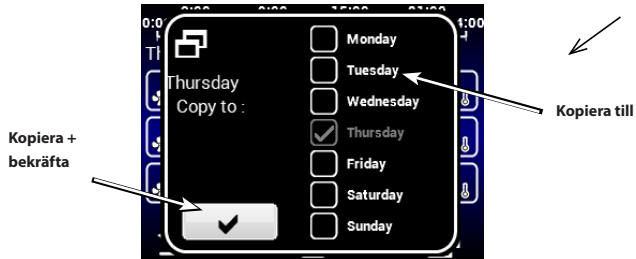 Monday
Thursday
Copy to :
Tuesday
Wednesday
Thursday
Friday
Saturday
Sunday
Kopiera till
Kopiera +
bekräfta